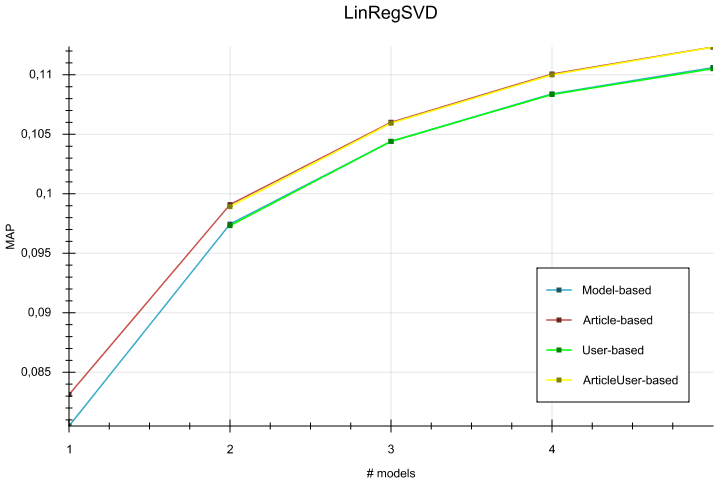 LinRegSVD
0,11
0,105
0,1
0,095
0,09
0,085
MAP
Model-based
Article-based
User-based
ArticleUser-based
1 2 3 4
# models